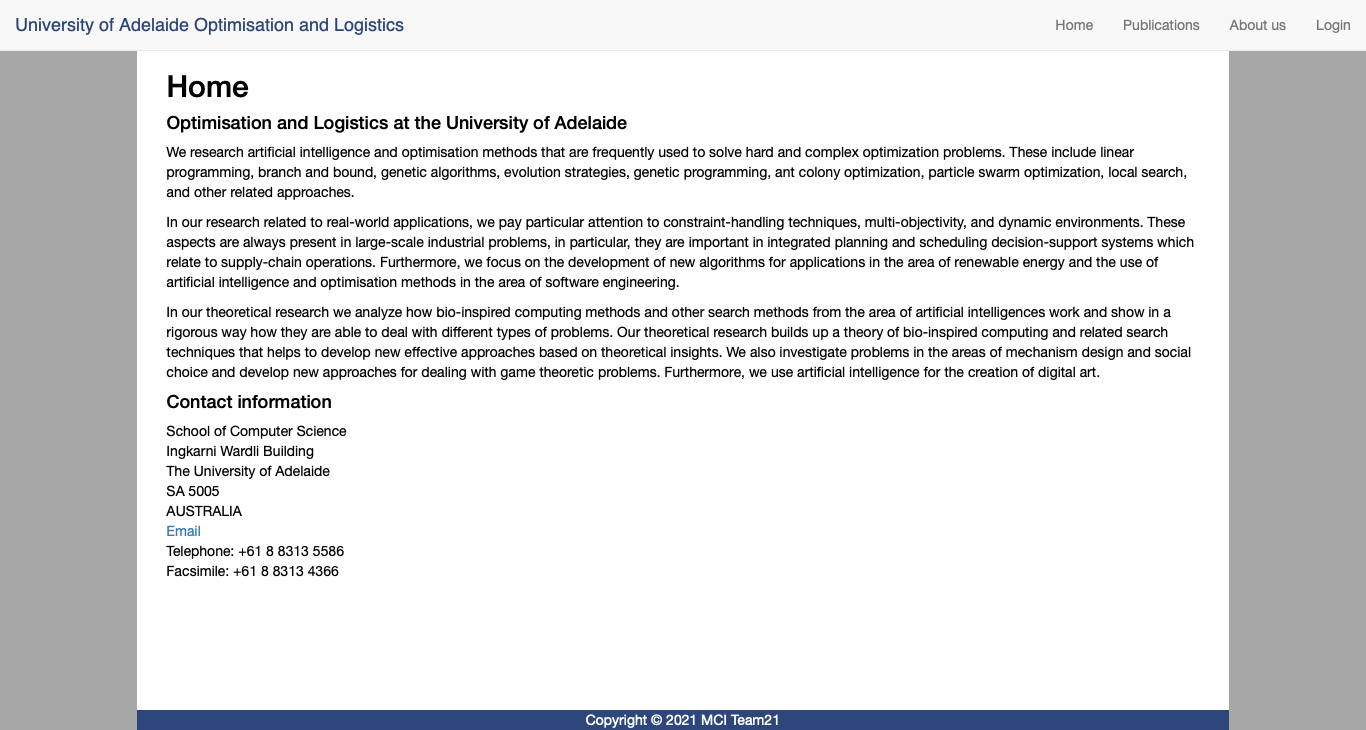 University of Adelaide Optimisation and Logistics
Home
Publications
About us
Login
Home
Optimisation and Logistics at the University of Adelaide
We research artificial intelligence and optimisation methods that are frequently used to solve hard and complex optimization problems. These include linear
programming, branch and bound, genetic algorithms, evolution strategies, genetic programming, ant colony optimization, particle swarm optimization, local search,
and other related approaches.
In our research related to real-world applications, we pay particular attention to constraint-handling techniques, multi-objectivity, and dynamic environments. These
aspects are always present in large-scale industrial problems, in particular, they are important in integrated planning and scheduling decision-support systems which
relate to supply-chain operations. Furthermore, we focus on the development of new algorithms for applications in the area of renewable energy and the use of
artificial intelligence and optimisation methods in the area of software engineering.
In our theoretical research we analyze how bio-inspired computing methods and other search methods from the area of artificial intelligences work and show in a
rigorous way how they are able to deal with different types of problems. Our theoretical research builds up a theory of bio-inspired computing and related search
techniques that helps to develop new effective approaches based on theoretical insights. We also investigate problems in the areas of mechanism design and social
choice and develop new approaches for dealing with game theoretic problems. Furthermore, we use artificial intelligence for the creation of digital art.
Contact information
School of Computer Science
Ingkarni Wardli Building
The University of Adelaide
SA 5005
AUSTRALIA
Email
Telephone: +61 8 8313 5586
Facsimile: +61 8 8313 4366
Copyright © 2021 MCI Team21